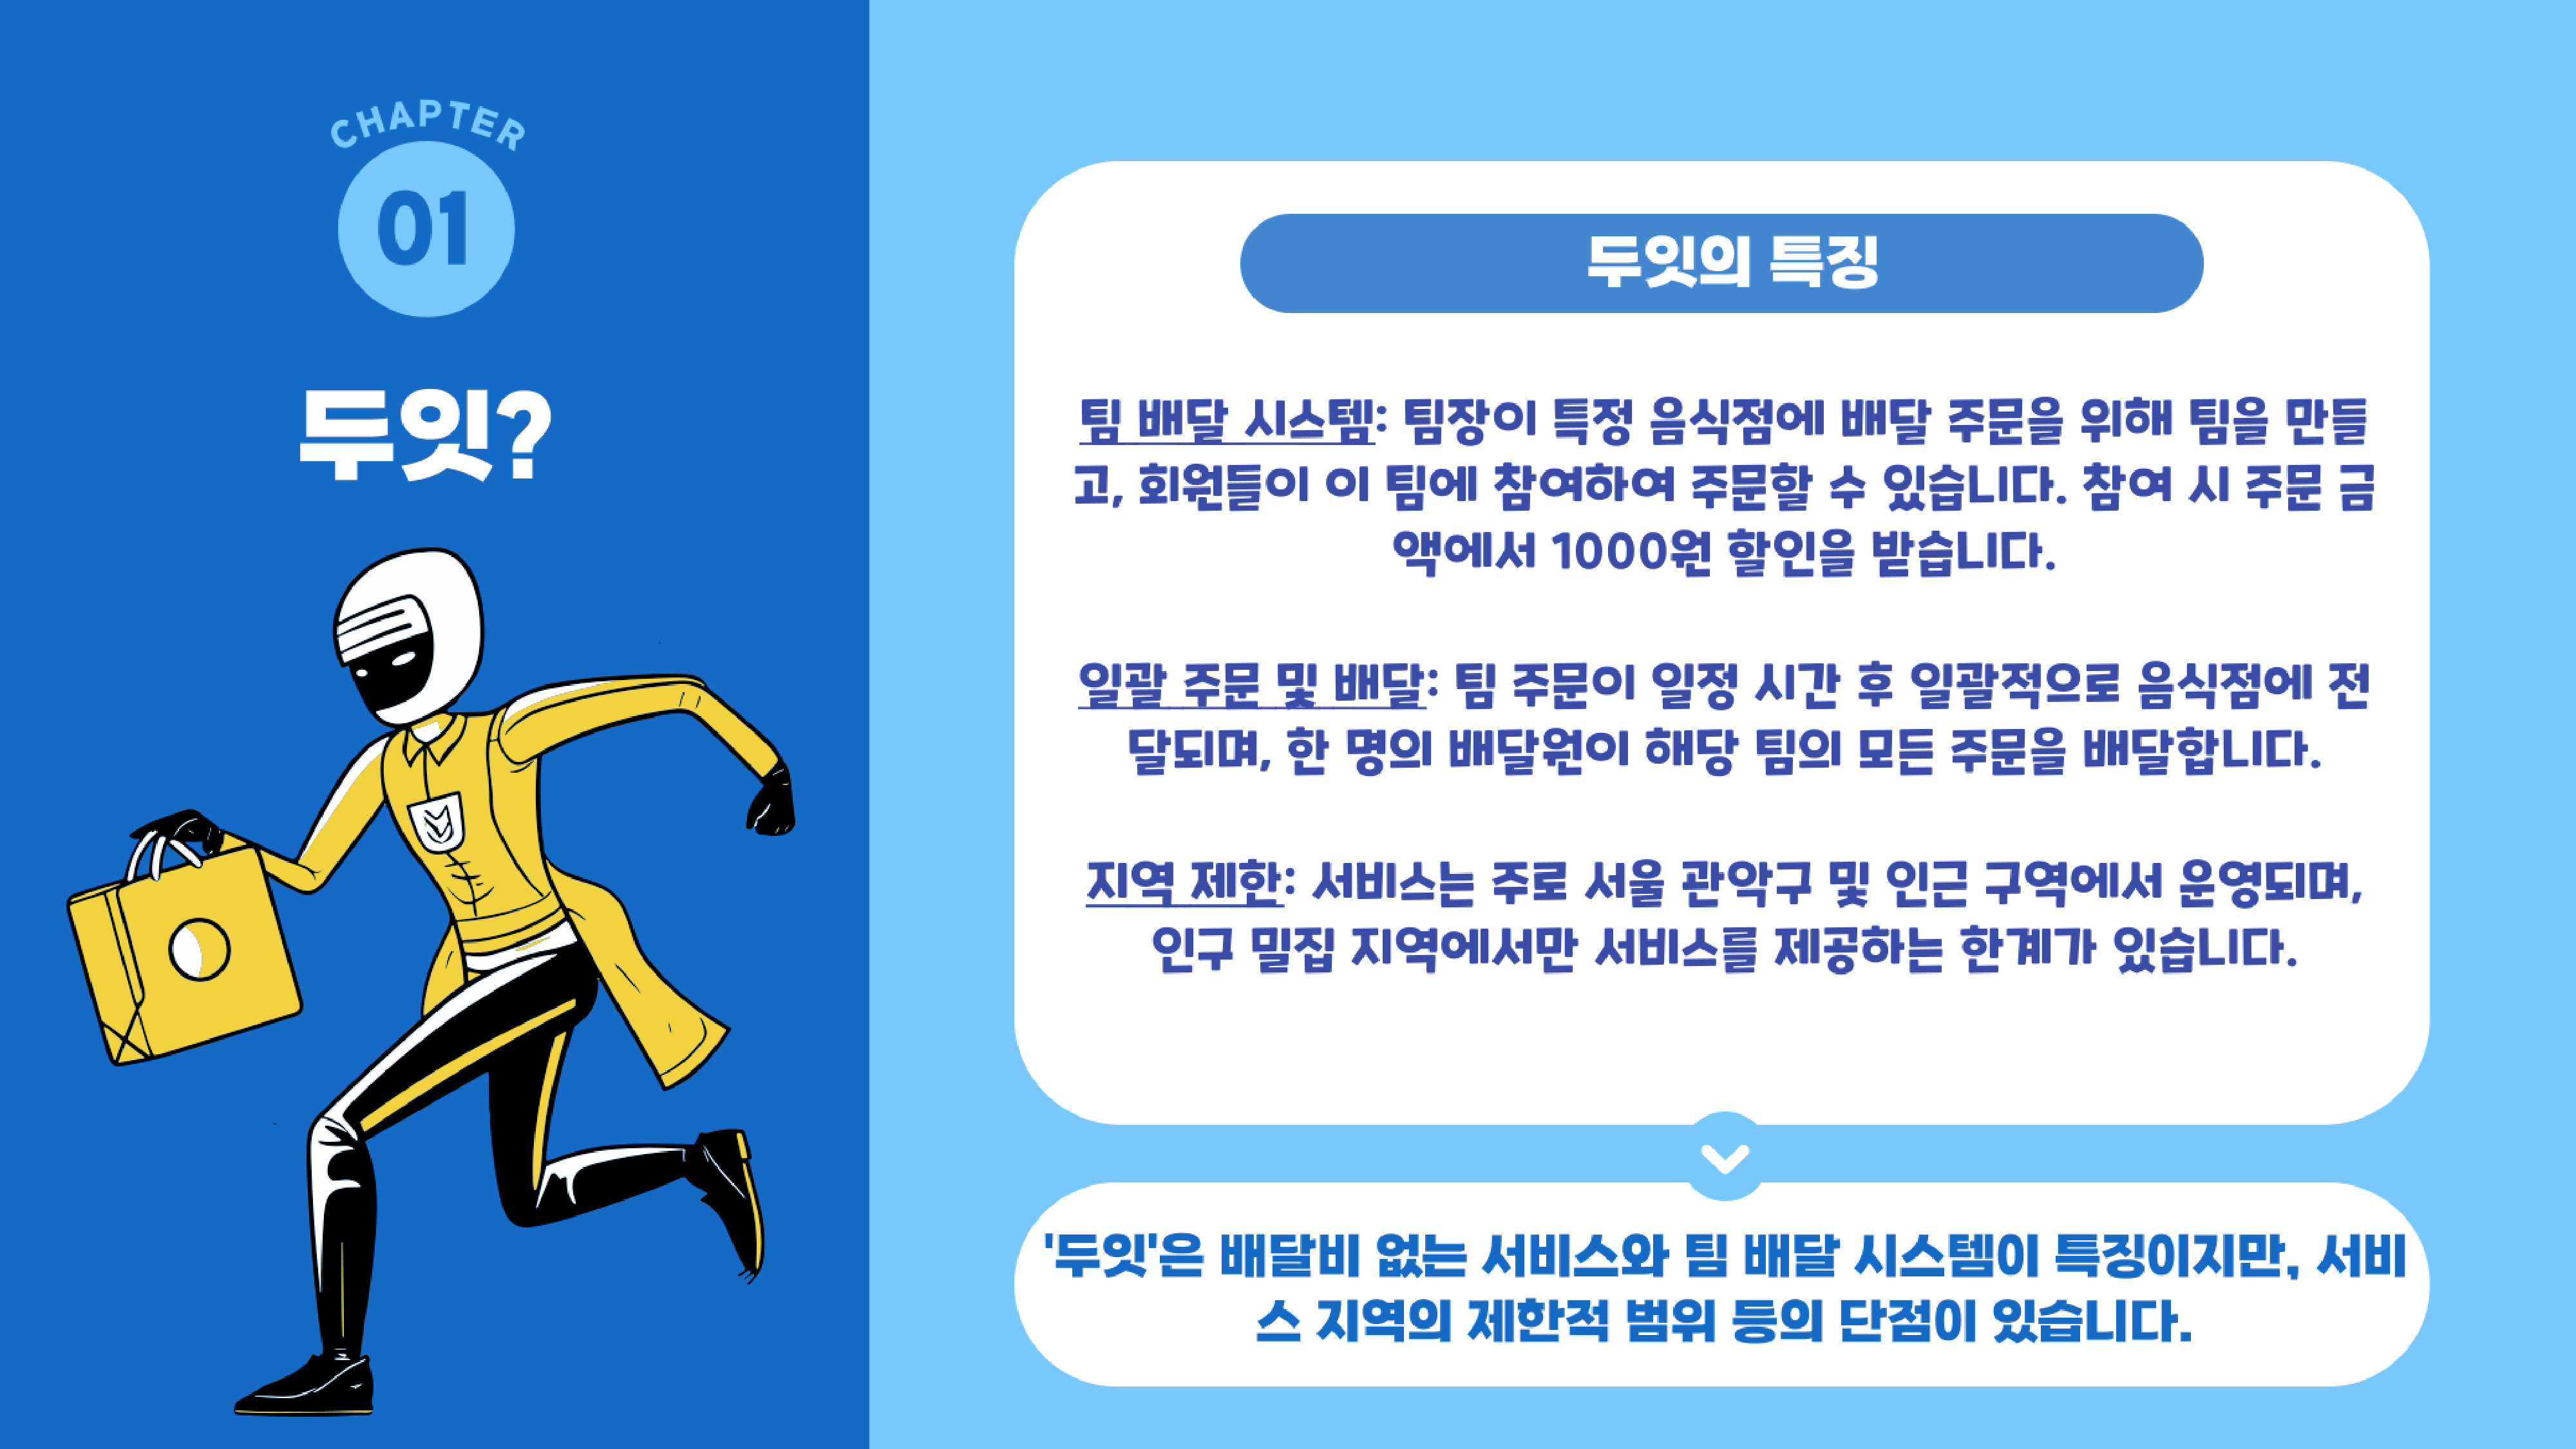 CHAPTER
01
두잇?
두잇의 특징
팀 배달 시스템: 팀장이 특정 음식점에 배달 주문을 위해 팀을 만들
고, 회원들이 이 팀에 참여하여 주문할 수 있습니다. 참여 시 주문 금
액에서 1000원 할인을 받습니다.
일괄 주문 및 배달: 팀 주문이 일정 시간 후 일괄적으로 음식점에 전
달되며, 한 명의 배달원이 해당 팀의 모든 주문을 배달합니다.
지역 제한: 서비스는 주로 서울 관악구 및 인근 구역에서 운영되며,
인구 밀집 지역에서만 서비스를 제공하는 한계가 있습니다.
'두잇'은 배달비 없는 서비스와 팀 배달 시스템이 특징이지만, 서비
스 지역의 제한적 범위 등의 단점이 있습니다.